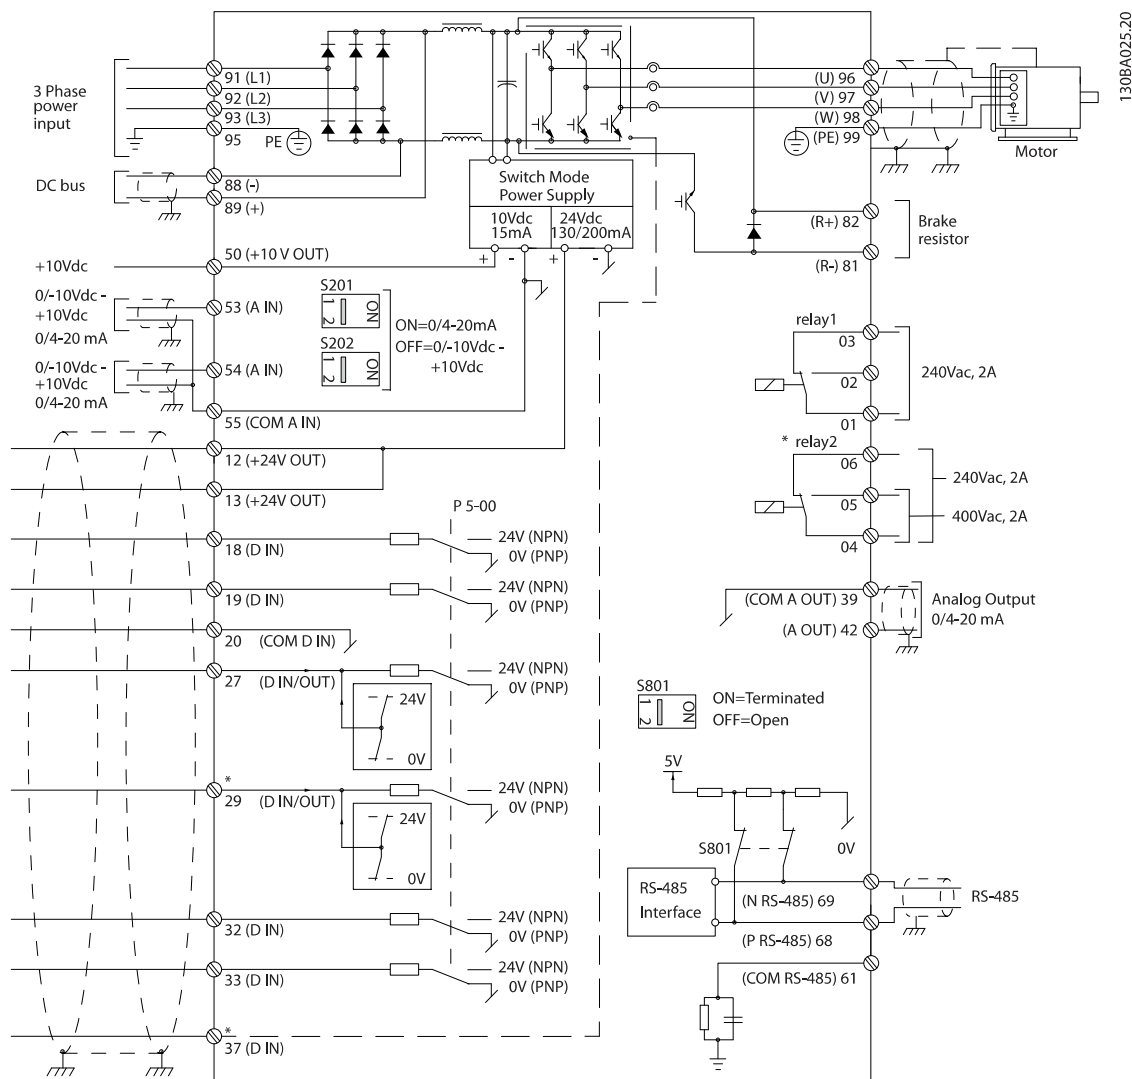 130BA025.20
3 Phase
power
input
91 (L1)
92 (L2)
93 (L3)
95
PE
DC bus
88 (-)
89 (+)
+10Vdc
50 (+10 V OUT)
0/-10Vdc -
+10Vdc
0/4-20 mA
53 (A IN)
0/-10Vdc -
+10Vdc
0/4-20 mA
54 (A IN)
55 (COM A IN)
12 (+24V OUT)
13 (+24V OUT)
18 (D IN)
19 (D IN)
20 (COM D IN)
27 (D IN/OUT)
24V
0V
*
29 (D IN/OUT)
24V
0V
32 (D IN)
33 (D IN)
*
37 (D IN)
S201
1
2
ON
S202
1
2
ON
ON=0/4-20mA
OFF=0/-10Vdc -
+10Vdc
Switch Mode
Power Supply
10Vdc
15mA
24Vdc
130/200mA
+ - + -
P 5-00
24V (NPN)
0V (PNP)
24V (NPN)
0V (PNP)
24V (NPN)
0V (PNP)
24V (NPN)
0V (PNP)
24V (NPN)
0V (PNP)
24V (NPN)
0V (PNP)
(U) 96
(V) 97
(W) 98
(PE) 99
Motor
(R+) 82
(R-) 81
Brake
resistor
relay1
03
02
01
240Vac, 2A
* relay2
06
05
04
240Vac, 2A
400Vac, 2A
(COM A OUT) 39
(A OUT) 42
Analog Output
0/4-20 mA
S801
1
2
ON
ON=Terminated
OFF=Open
5V
S801
0V
RS-485
Interface
(N RS-485) 69
(P RS-485) 68
(COM RS-485) 61
RS-485